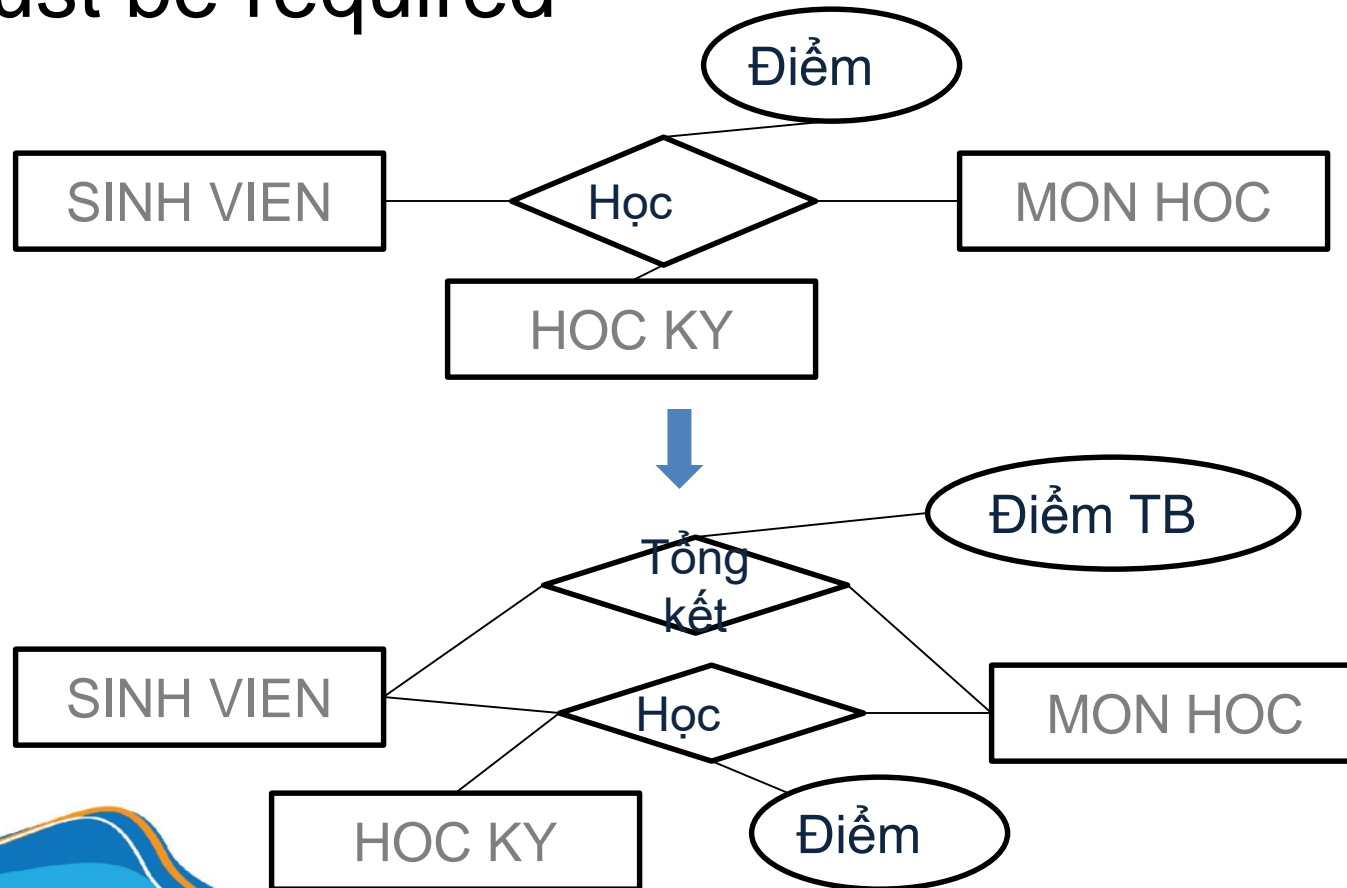 ust be required
Điểm
SINH VIEN
Học
MON HOC
HOC KY
Điểm TB
Tổng
kết
SINH VIEN
Học
MON HOC
HOC KY
Điểm